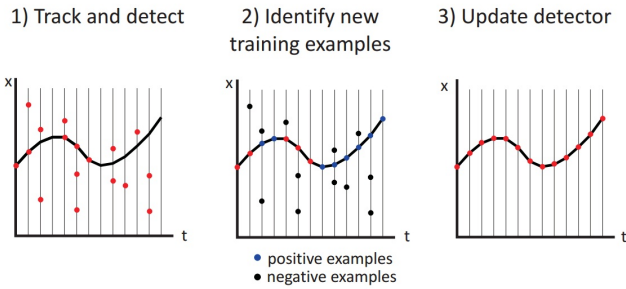 1) Track and detect
2) Identify new
training examples
3) Update detector
x
t
x
t
x
t
positive examples
negative examples